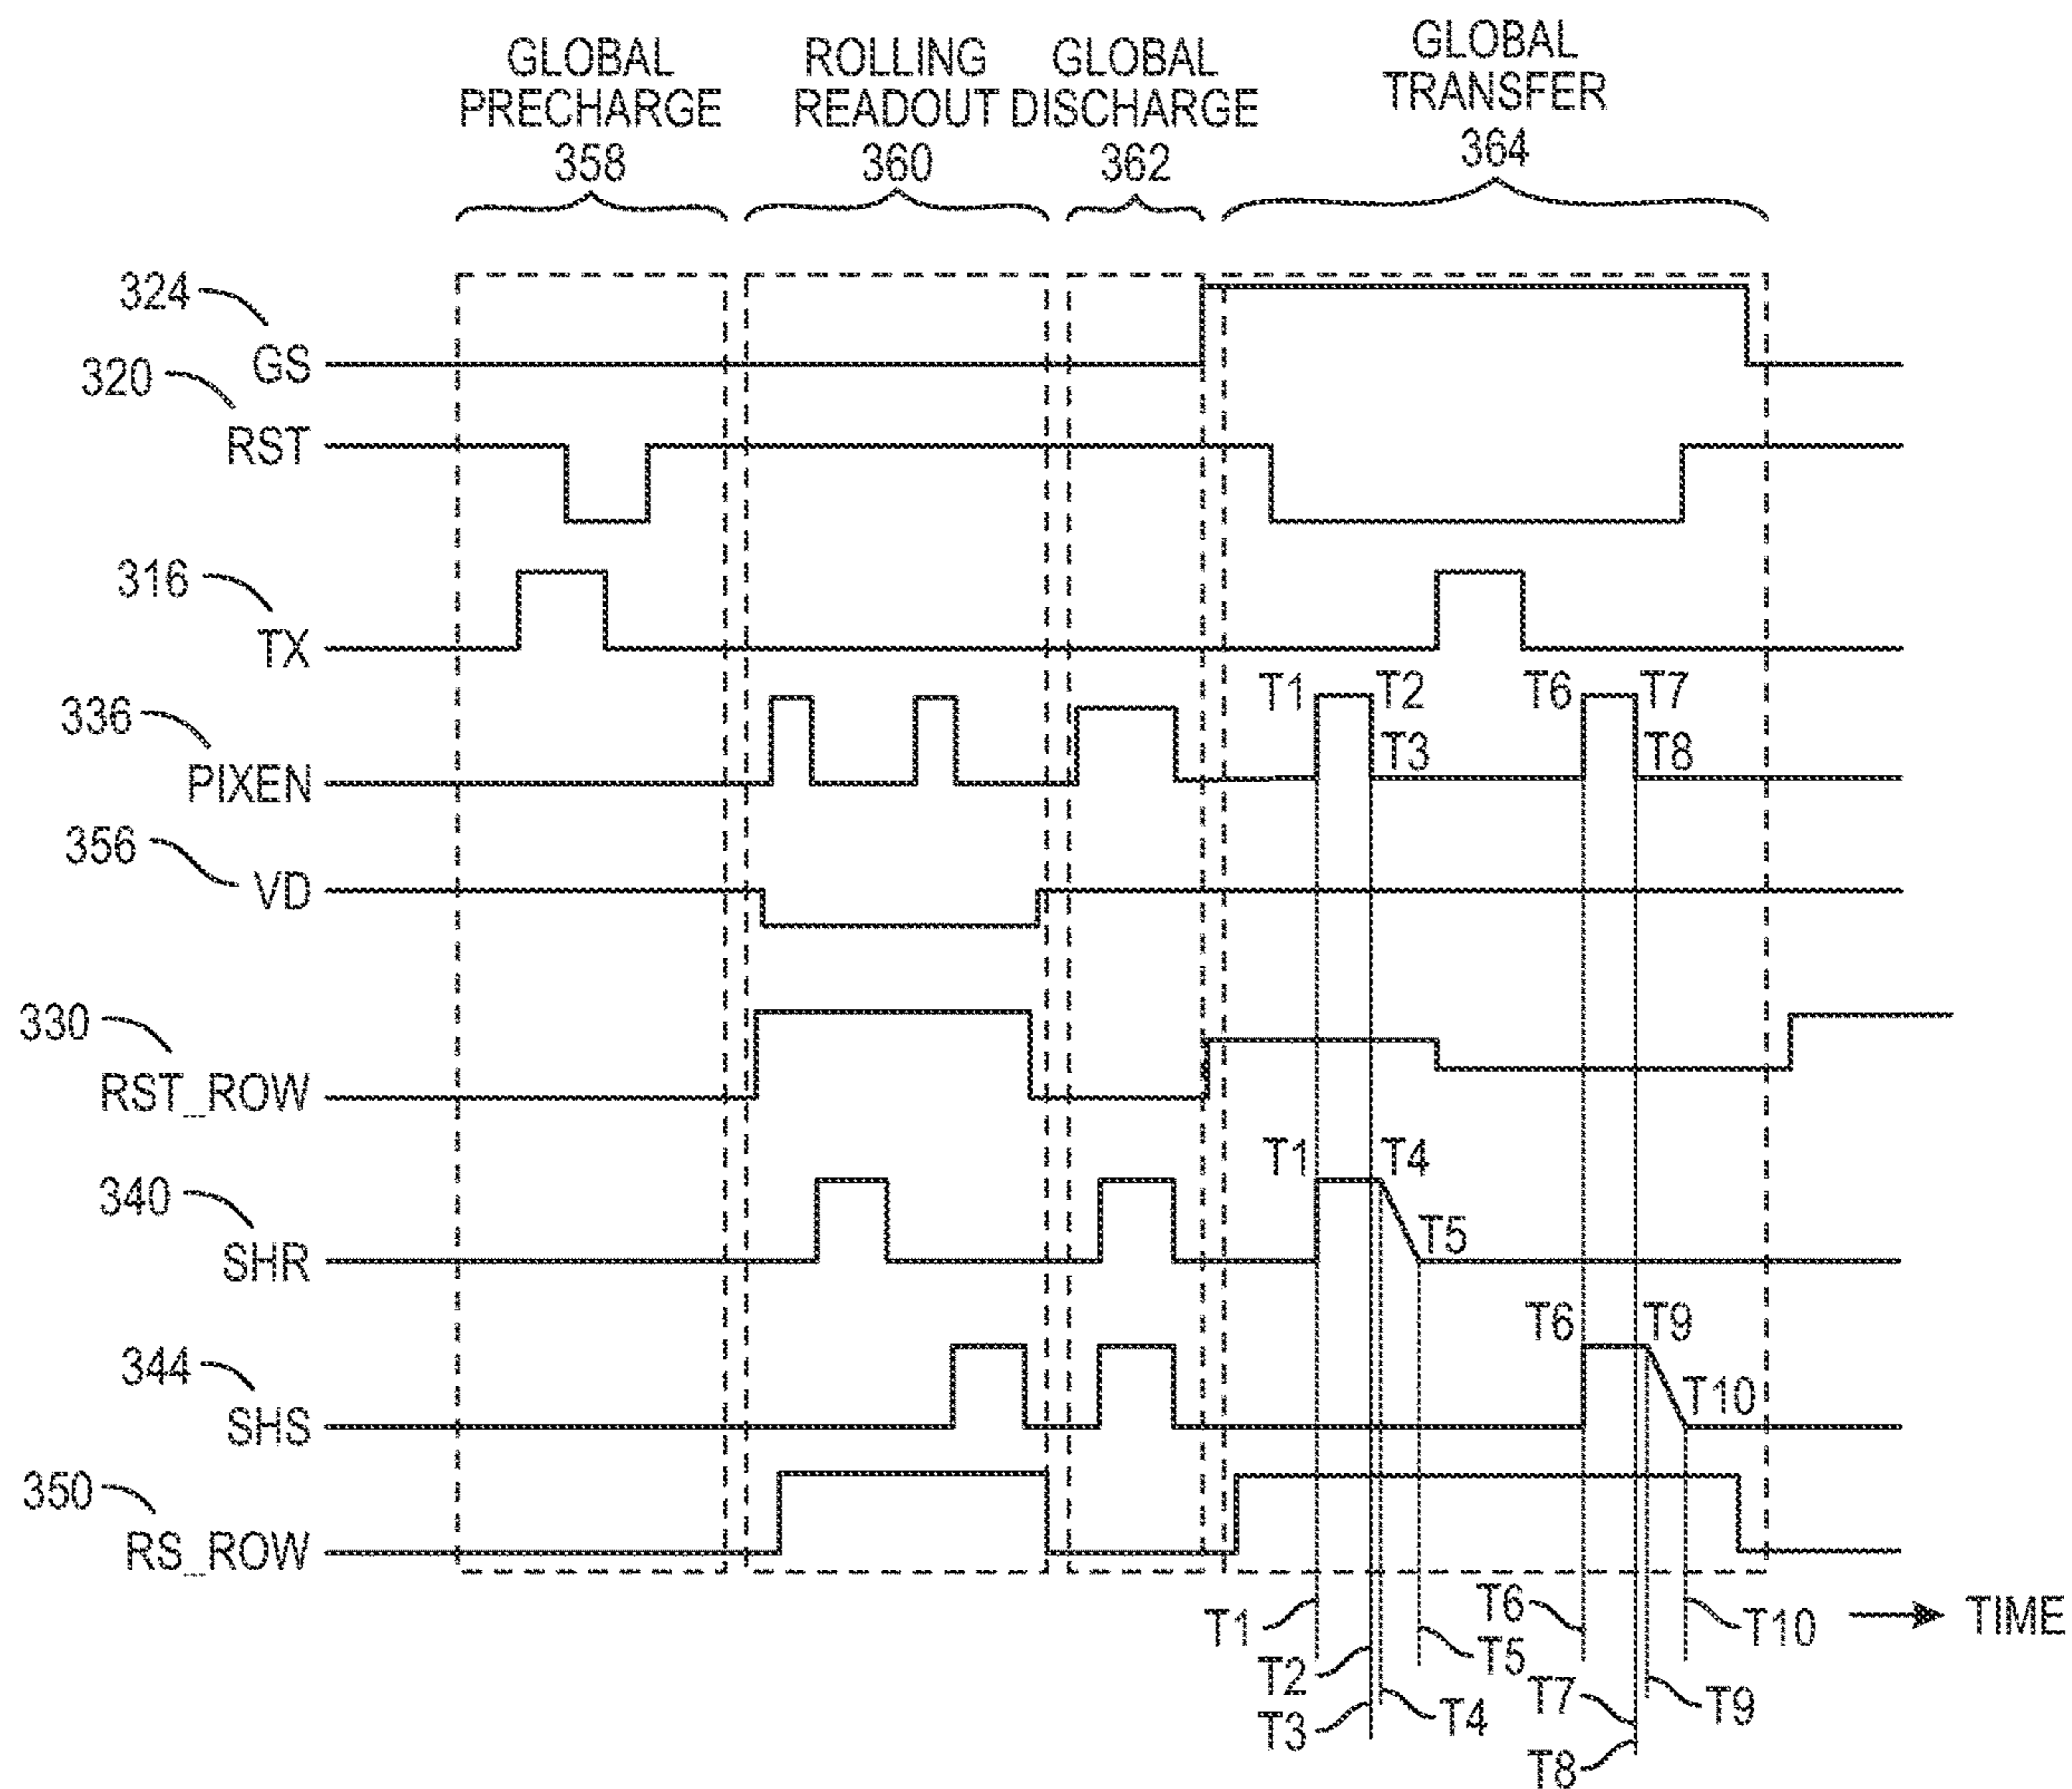 GLOBAL
PRECHARGE
358
ROLLING
READOUT
360
GLOBAL
DISCHARGE
362
GLOBAL
TRANSFER
364
324
GS
320
RST
316
TX
336
PIXEN
T1
T2
T3
T6
T7
T8
356
VD
330
RST_ROW
340
SHR
T1
T4
T5
344
SHS
T6
T9
T10
350
RS_ROW
T1
T2
T3
T4
T5
T6
T7
T8
T9
T10
TIME